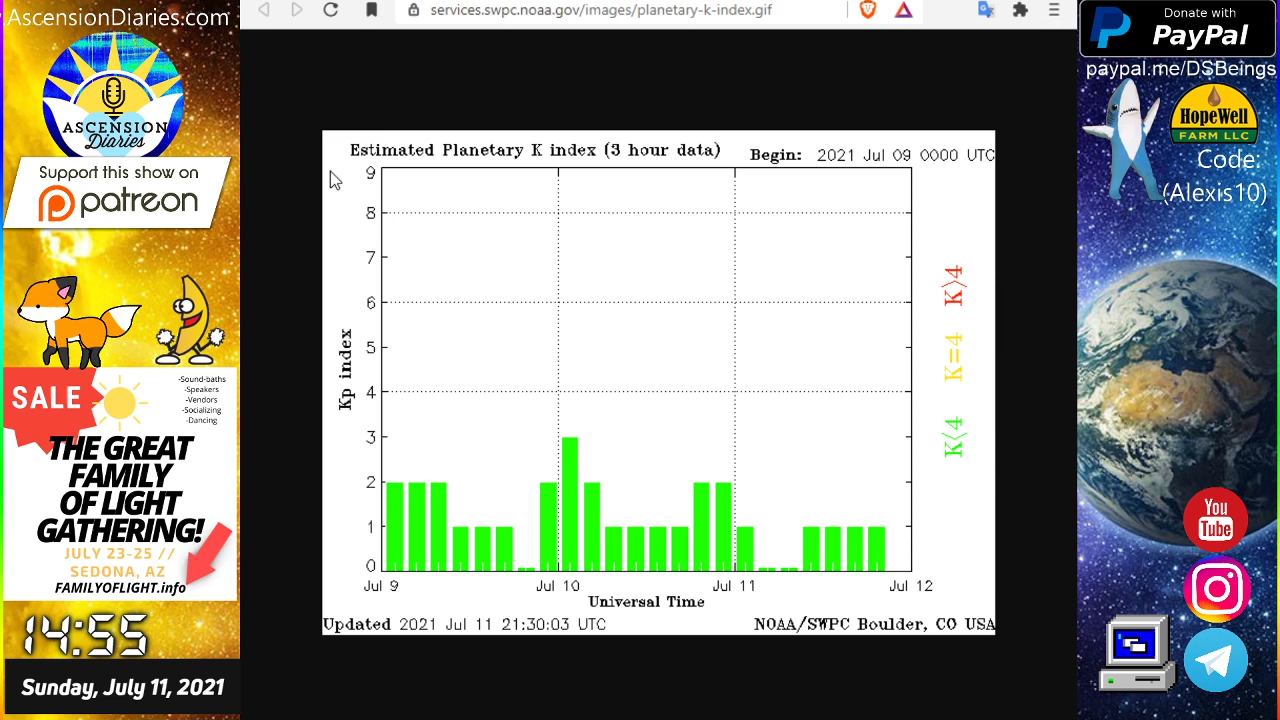 AscensionDiaries.com
ASCENSION
Diaries
Support this show on
patreon
SALE
-Sound-baths
-Speakers
-Vendors
-Socializing
-Dancing
THE GREAT
FAMILY
OF LIGHT
GATHERING!
JULY 23-25 //
SEDONA, AZ
FAMILYOFLIGHT.info
14:55
Sunday, July 11, 2021
services.swpc.noaa.gov/images/planetary-k-index.gif
Estimated Planetary K index (3 hour data)
Begin: 2021 Jul 09 0000 UTC
9
8
7
6
5
4
3
2
1
0
Kp index
Jul 9
Jul 10
Jul 11
Jul 12
Universal Time
K>4
K=4
K<4
Updated 2021 Jul 11 21:30:03 UTC
NOAA/SWPC Boulder, CO USA
Donate with
PayPal
paypal.me/DSBeings
HopeWell
FARM LLC
Code:
(Alexis10)
You
Tube